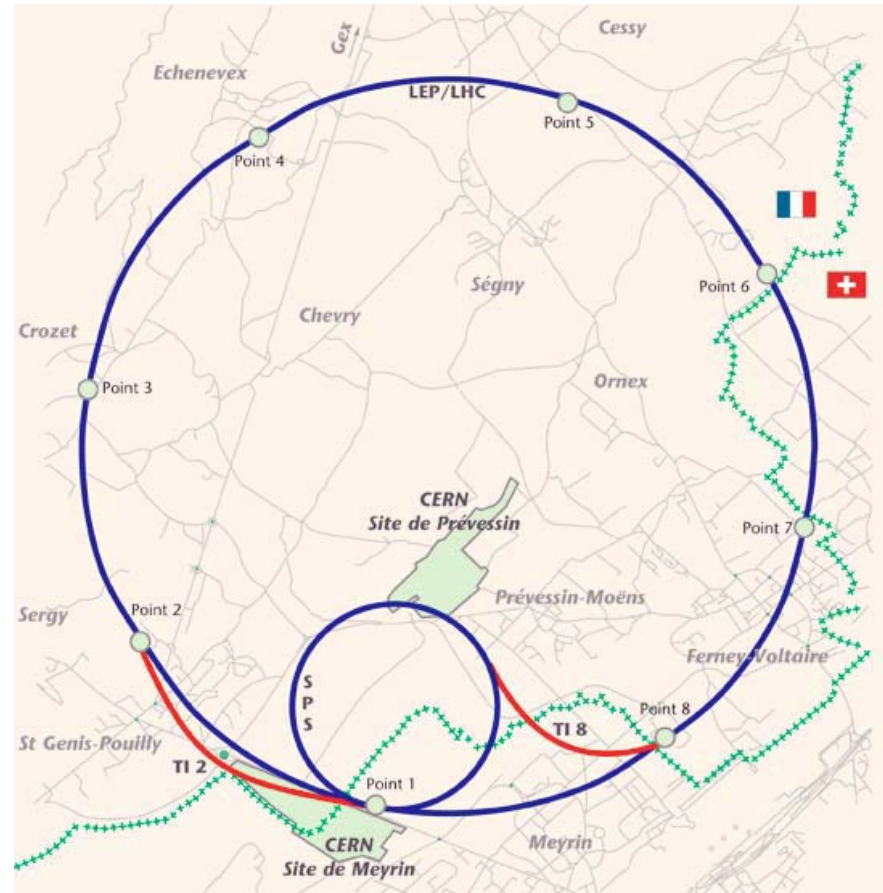 Cessy
Gex
Echenevex
LEP/LHC
Point 5
Point 4
Point 6
Ségny
Chevry
Crozet
Ornex
Point 3
CERN
Site de Prévessin
Point 7
Prévessin-Moëns
Point 2
Sergy
Ferney-Voltaire
S
P
S
Point 8
TI 8
St Genis-Pouilly
TI 2
Point 1
Meyrin
CERN
Site de Meyrin